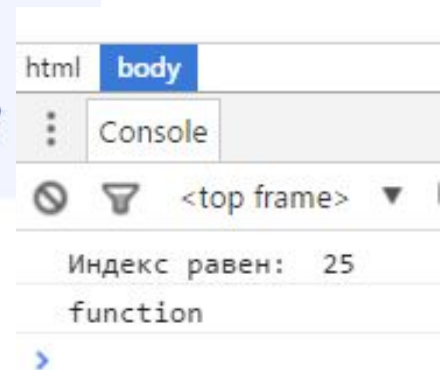 html body
Console
<top frame> ▼
Индекс равен: 25
function
>